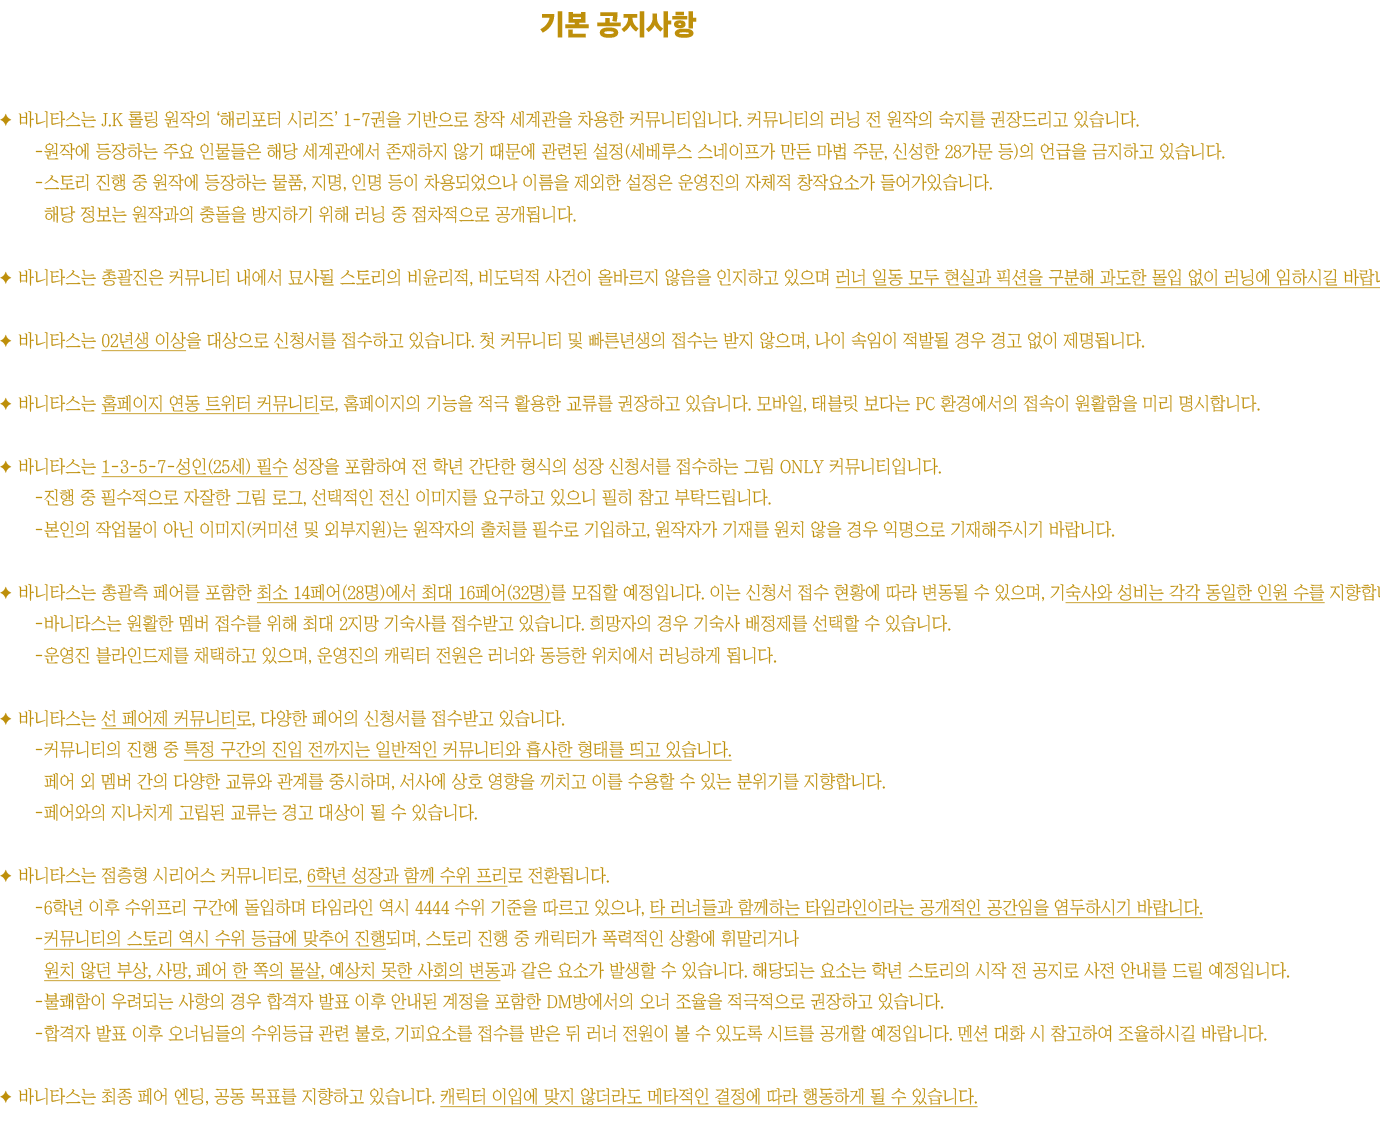 기본 공지사항
✦ 바니타스는 J.K 롤링 원작의 ‘해리포터 시리즈’ 1-7권을 기반으로 창작 세계관을 차용한 커뮤니티입니다. 커뮤니티의 러닝 전 원작의 숙지를 권장드리고 있습니다.
-원작에 등장하는 주요 인물들은 해당 세계관에서 존재하지 않기 때문에 관련된 설정(세베루스 스네이프가 만든 마법 주문, 신성한 28가문 등)의 언급을 금지하고 있습니다.
-스토리 진행 중 원작에 등장하는 물품, 지명, 인명 등이 차용되었으나 이름을 제외한 설정은 운영진의 자체적 창작요소가 들어가있습니다.
해당 정보는 원작과의 충돌을 방지하기 위해 러닝 중 점차적으로 공개됩니다.
✦ 바니타스는 총괄진은 커뮤니티 내에서 묘사될 스토리의 비윤리적, 비도덕적 사건이 올바르지 않음을 인지하고 있으며 러너 일동 모두 현실과 픽션을 구분해 과도한 몰입 없이 러닝에 임하시길 바랍
✦ 바니타스는 02년생 이상을 대상으로 신청서를 접수하고 있습니다. 첫 커뮤니티 및 빠른년생의 접수는 받지 않으며, 나이 속임이 적발될 경우 경고 없이 제명됩니다.
✦ 바니타스는 홈페이지 연동 트위터 커뮤니티로, 홈페이지의 기능을 적극 활용한 교류를 권장하고 있습니다. 모바일, 태블릿 보다는 PC 환경에서의 접속이 원활함을 미리 명시합니다.
✦ 바니타스는 1-3-5-7-성인(25세) 필수 성장을 포함하여 전 학년 간단한 형식의 성장 신청서를 접수하는 그림 ONLY 커뮤니티입니다.
-진행 중 필수적으로 자잘한 그림 로그, 선택적인 전신 이미지를 요구하고 있으니 필히 참고 부탁드립니다.
-본인의 작업물이 아닌 이미지(커미션 및 외부지원)는 원작자의 출처를 필수로 기입하고, 원작자가 기재를 원치 않을 경우 익명으로 기재해주시기 바랍니다.
✦ 바니타스는 총괄측 페어를 포함한 최소 14페어(28명)에서 최대 16페어(32명)를 모집할 예정입니다. 이는 신청서 접수 현황에 따라 변동될 수 있으며, 기숙사와 성비는 각각 동일한 인원 수를 지향합
-바니타스는 원활한 멤버 접수를 위해 최대 2지망 기숙사를 접수받고 있습니다. 희망자의 경우 기숙사 배정제를 선택할 수 있습니다.
-운영진 블라인드제를 채택하고 있으며, 운영진의 캐릭터 전원은 러너와 동등한 위치에서 러닝하게 됩니다.
✦ 바니타스는 선 페어제 커뮤니티로, 다양한 페어의 신청서를 접수받고 있습니다.
-커뮤니티의 진행 중 특정 구간의 진입 전까지는 일반적인 커뮤니티와 흡사한 형태를 띄고 있습니다.
페어 외 멤버 간의 다양한 교류와 관계를 중시하며, 서사에 상호 영향을 끼치고 이를 수용할 수 있는 분위기를 지향합니다.
-페어와의 지나치게 고립된 교류는 경고 대상이 될 수 있습니다.
✦ 바니타스는 점층형 시리어스 커뮤니티로, 6학년 성장과 함께 수위 프리로 전환됩니다.
-6학년 이후 수위프리 구간에 돌입하며 타임라인 역시 4444 수위 기준을 따르고 있으나, 타 러너들과 함께하는 타임라인이라는 공개적인 공간임을 염두하시기 바랍니다.
-커뮤니티의 스토리 역시 수위 등급에 맞추어 진행되며, 스토리 진행 중 캐릭터가 폭력적인 상황에 휘말리거나
원치 않던 부상, 사망, 페어 한 쪽의 몰살, 예상치 못한 사회의 변동과 같은 요소가 발생할 수 있습니다. 해당되는 요소는 학년 스토리의 시작 전 공지로 사전 안내를 드릴 예정입니다.
-불쾌함이 우려되는 사항의 경우 합격자 발표 이후 안내된 계정을 포함한 DM방에서의 오너 조율을 적극적으로 권장하고 있습니다.
-합격자 발표 이후 오너님들의 수위등급 관련 불호, 기피요소를 접수를 받은 뒤 러너 전원이 볼 수 있도록 시트를 공개할 예정입니다. 멘션 대화 시 참고하여 조율하시길 바랍니다.
✦ 바니타스는 최종 페어 엔딩, 공동 목표를 지향하고 있습니다. 캐릭터 이입에 맞지 않더라도 메타적인 결정에 따라 행동하게 될 수 있습니다.